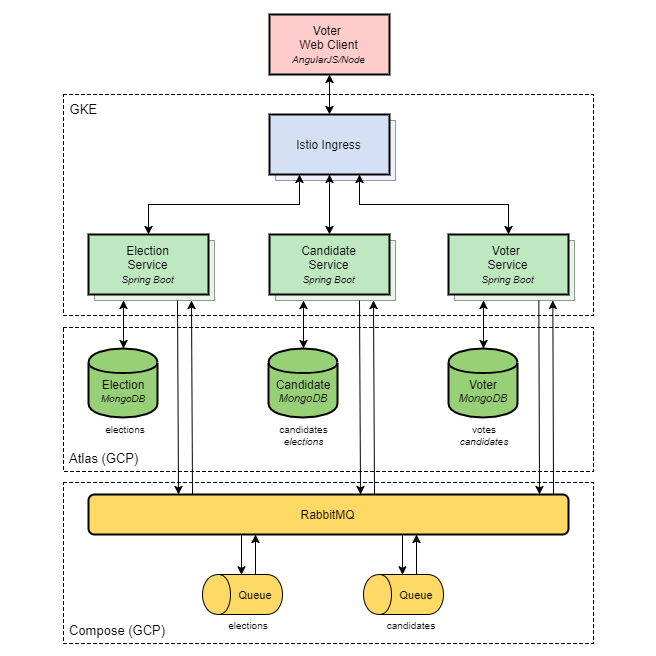 Voter
Web Client
AngularJS/Node
GKE
Istio Ingress
Election
Service
Spring Boot
Candidate
Service
Spring Boot
Voter
Service
Spring Boot
Election
MongoDB
Candidate
MongoDB
Voter
MongoDB
elections
candidates
elections
votes
candidates
Atlas (GCP)
RabbitMQ
Queue
Queue
elections
candidates
Compose (GCP)